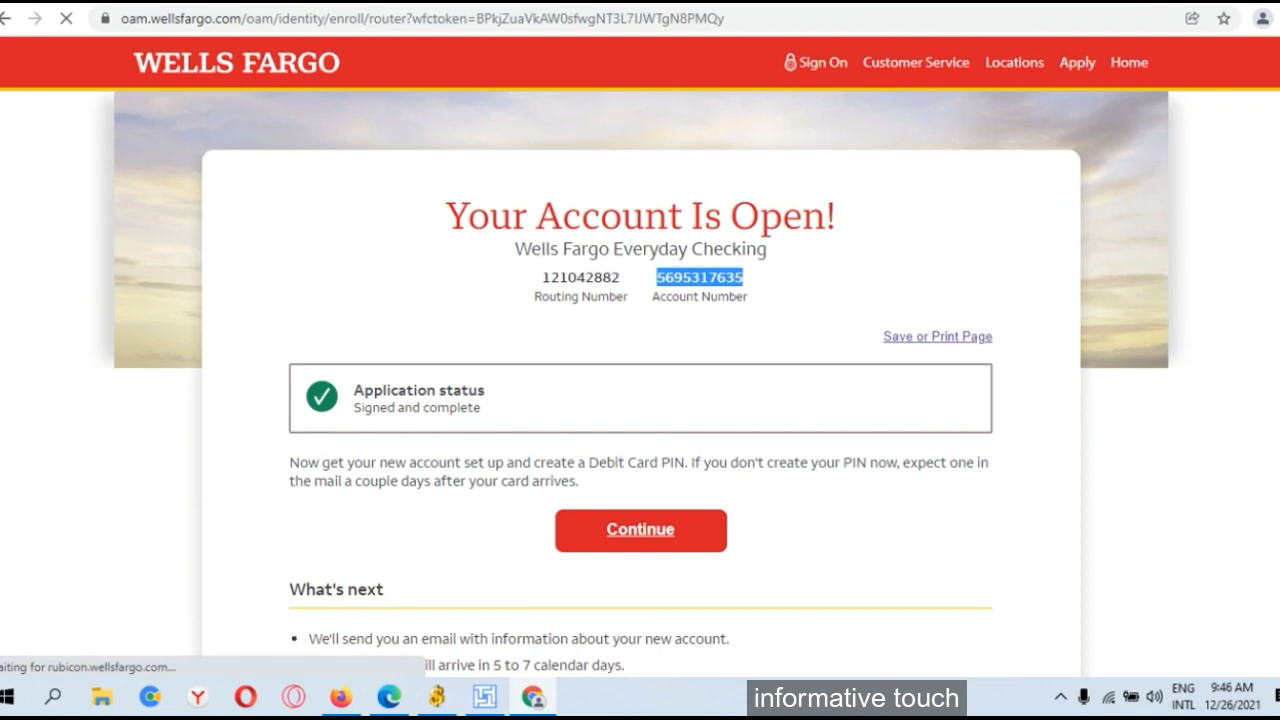 oam.wellsfargo.com/oam/identity/enroll/router?wfctoken=BPkjZuaVkAW0sfwgNT3L7IJWTgN8PMQy
WELLS FARGO
Sign On Customer Service Locations Apply Home
Your Account Is Open!
Wells Fargo Everyday Checking
121042882 5695317635
Routing Number Account Number
Save or Print Page
Application status
Signed and complete
Now get your new account set up and create a Debit Card PIN. If you don't create your PIN now, expect one in
the mail a couple days after your card arrives.
Continue
What's next
• We'll send you an email with information about your new account.
aiting for rubicon.wellsfargo.com...
ill arrive in 5 to 7 calendar days.
informative touch
ENG
INTL
9:46 AM
12/26/2021